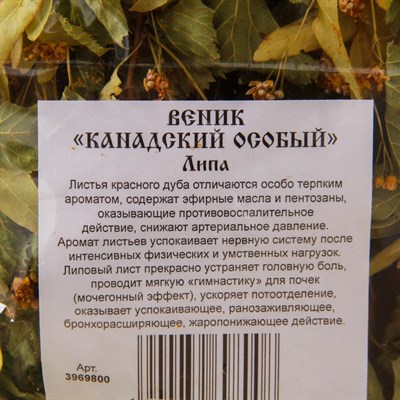 ВЕНИК
«КАНАДСКИЙ ОСОБЫЙ»
Липа
Листья красного дуба отличаются особо терпким
ароматом, содержат эфирные масла и пентозаны,
оказывающие противовоспалительное
действие, снижают артериальное давление.
Аромат листьев успокаивает нервную систему после
интенсивных физических и умственных нагрузок.
Липовый лист прекрасно устраняет головную боль,
проводит мягкую «гимнастику» для почек
(мочегонный эффект), ускоряет потоотделение,
оказывает успокаивающее, ранозаживляющее,
бронхорасширяющее, жаропонижающее действие.
Арт.
3969800